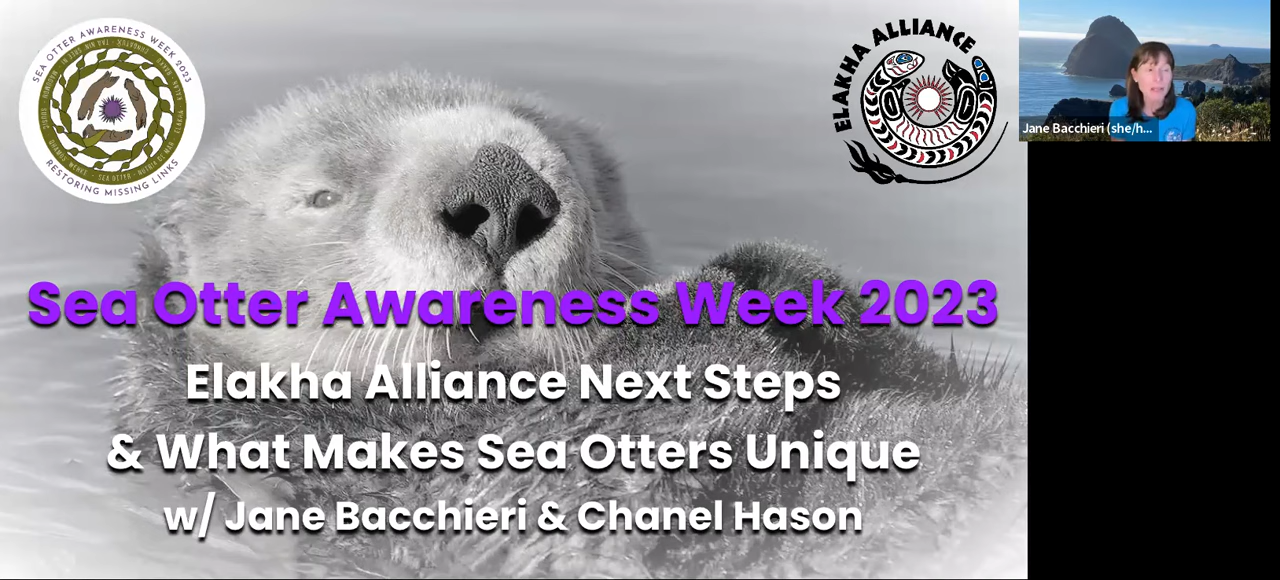 SEA OTTER AWARENESS WEEK 2023
RESTORING MISSING LINKS
ELAKHA ALLIANCE
Jane Bacchieri (she/h...
Sea Otter Awareness Week 2023
Elakha Alliance Next Steps
& What Makes Sea Otters Unique
w/ Jane Bacchieri & Chanel Hason